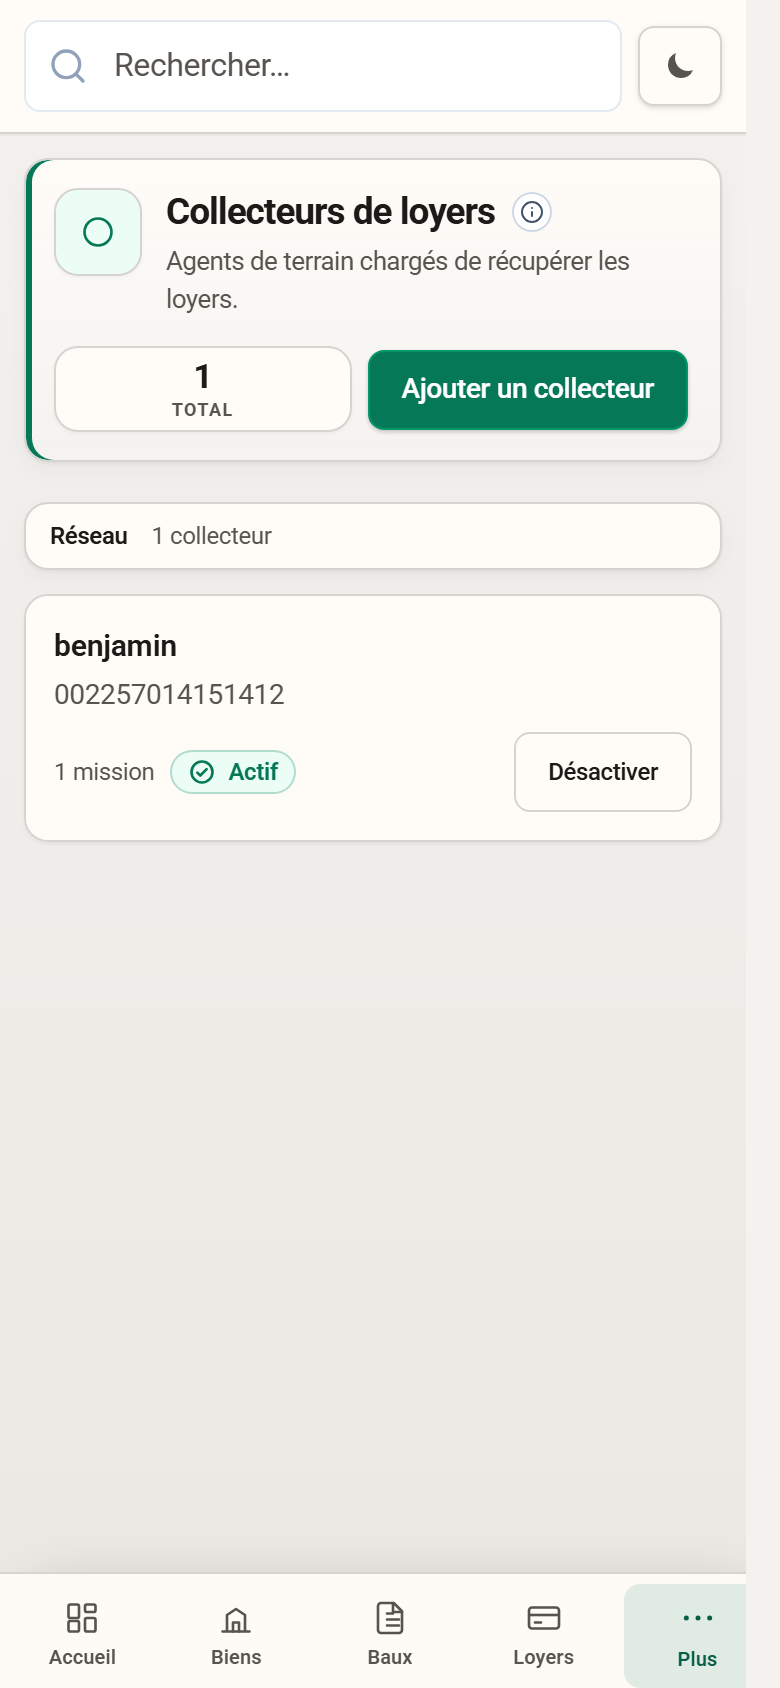 Rechercher...
Collecteurs de loyers
Agents de terrain chargés de récupérer les
loyers.
1
TOTAL
Ajouter un collecteur
Réseau 1 collecteur
benjamin
002257014151412
1 mission Actif Désactiver
Accueil Biens Baux Loyers Plus